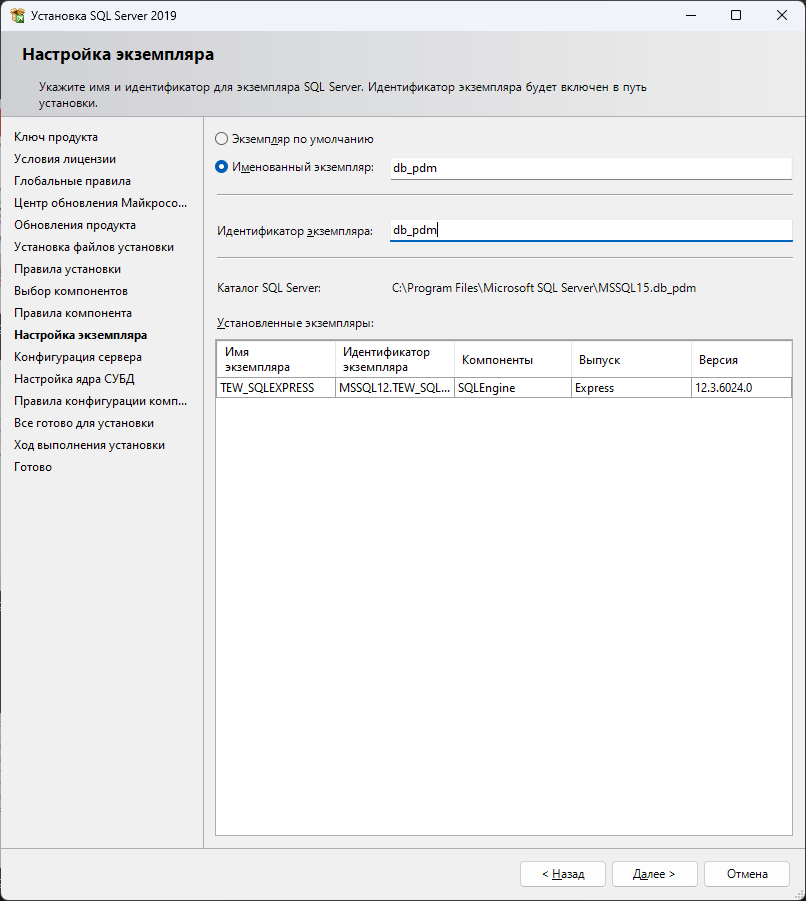 Установка SQL Server 2019
Настройка экземпляра
Укажите имя и идентификатор для экземпляра SQL Server. Идентификатор экземпляра будет включен в путь
установки.
Ключ продукта
Условия лицензии
Глобальные правила
Центр обновления Майкросо...
Обновления продукта
Установка файлов установки
Правила установки
Выбор компонентов
Правила компонента
Настройка экземпляра
Конфигурация сервера
Настройка ядра СУБД
Правила конфигурации комп...
Все готово для установки
Ход выполнения установки
Готово
Экземпляр по умолчанию
Именованный экземпляр: db_pdm
Идентификатор экземпляра: db_pdm
Каталог SQL Server: C:\Program Files\Microsoft SQL Server\MSSQL15.db_pdm
Установленные экземпляры:
Имя экземпляра Идентификатор экземпляра Компоненты Выпуск Версия
TEW_SQLEXPRESS MSSQL12.TEW_SQL... SQLEngine Express 12.3.6024.0
< Назад Далее > Отмена